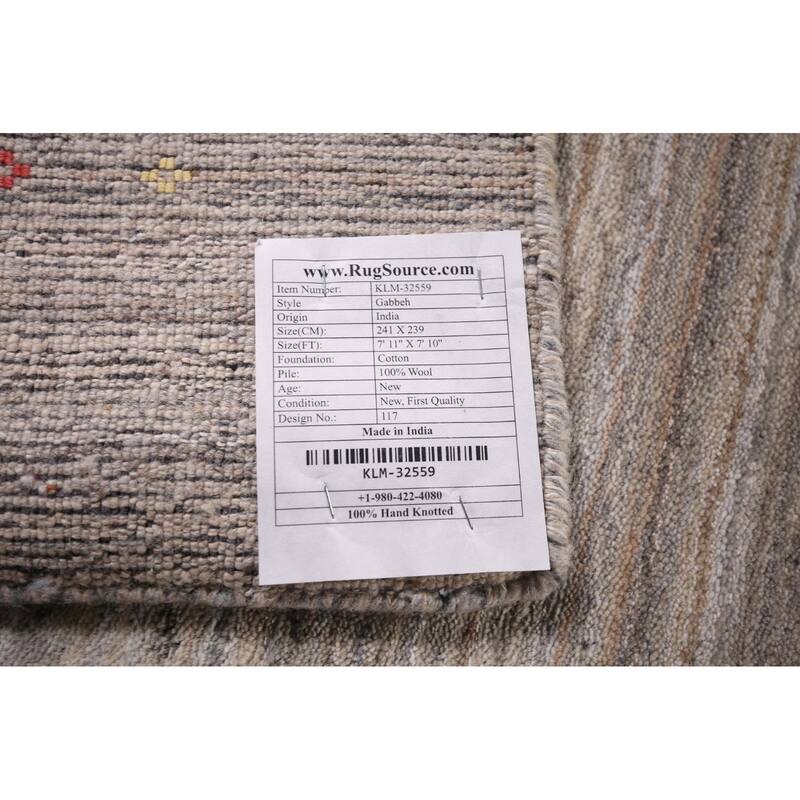 www.RugSource.com
Item Number: KLM-32559
Style Gabbeh
Origin India
Size(CM): 241 X 239
Size(FT): 7' 11" X 7' 10"
Foundation: Cotton
Pile: 100% Wool
Age: New
Condition: New, First Quality
Design No.: 117
Made in India
KLM-32559
+1-980-422-4080
100% Hand Knotted